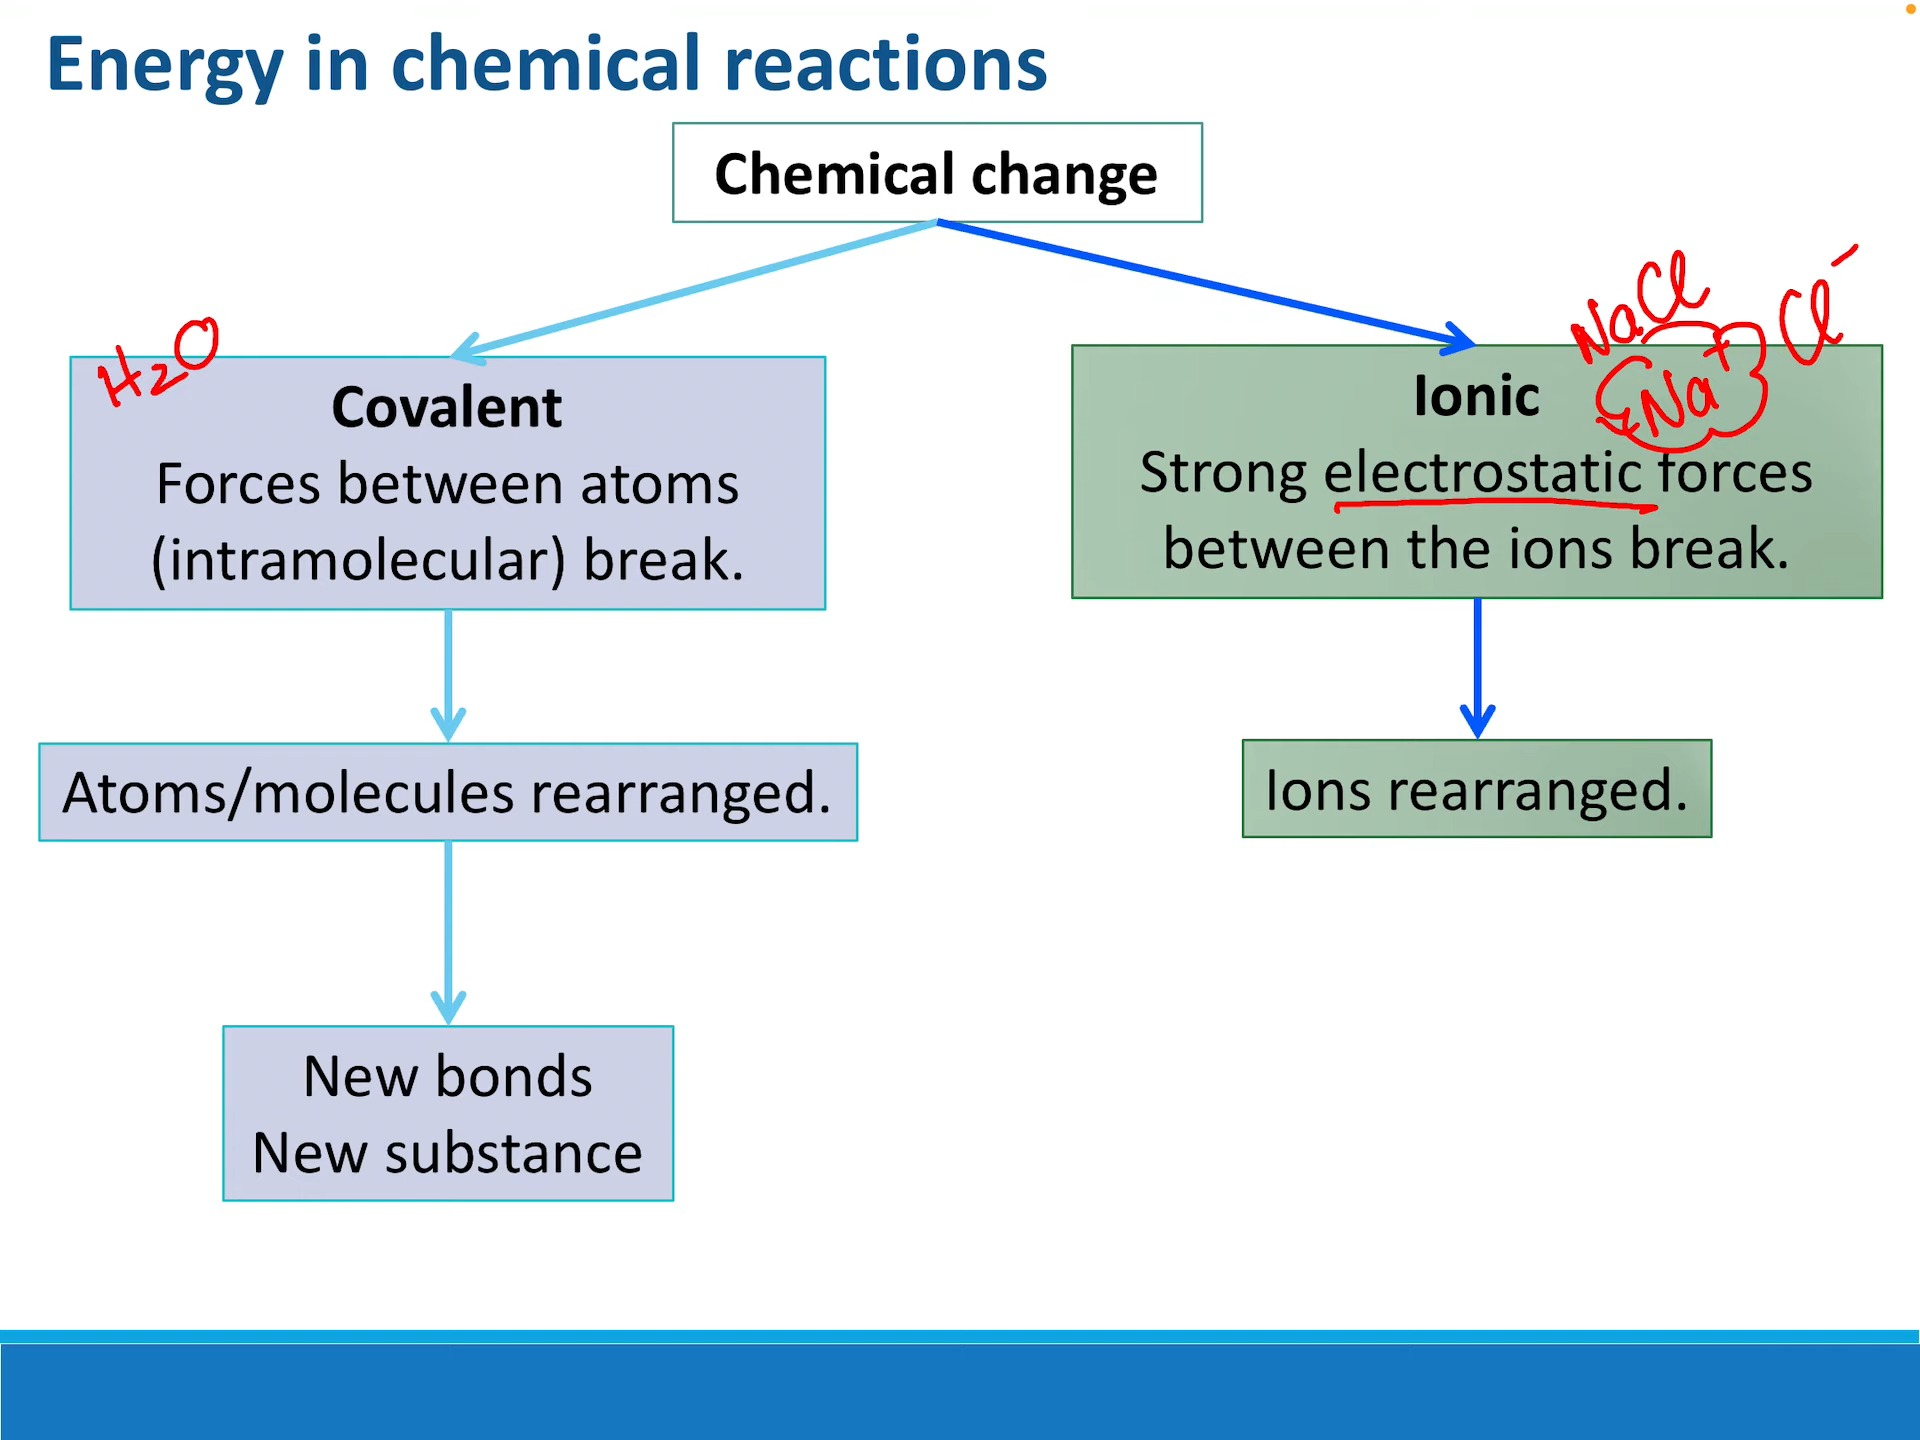 Energy in chemical reactions
Chemical change
H2O
Covalent
Forces between atoms
(intramolecular) break.
Atoms/molecules rearranged.
New bonds
New substance
NaCl
Na+ Cl-
Ionic
Strong electrostatic forces
between the ions break.
Ions rearranged.